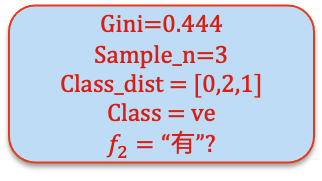 Gini=0.444
Sample_n=3
Class_dist = [0,2,1]
Class = ve
f₂ = “有”?